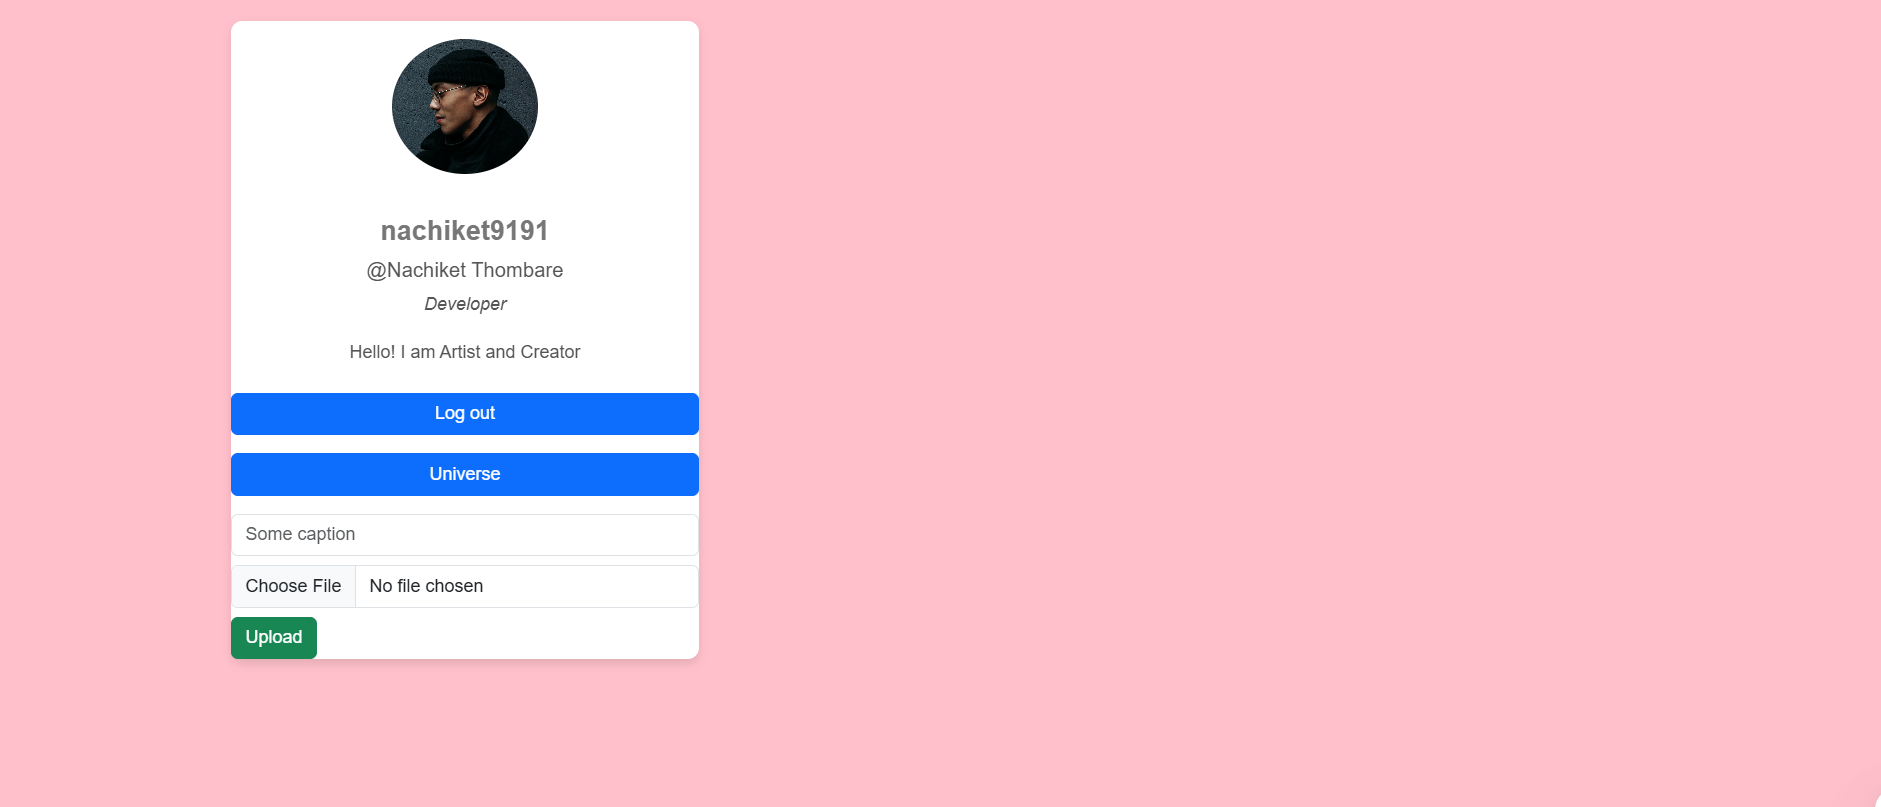 nachiket9191
@Nachiket Thombare
Developer
Hello! I am Artist and Creator
Log out
Universe
Some caption
Choose File No file chosen
Upload